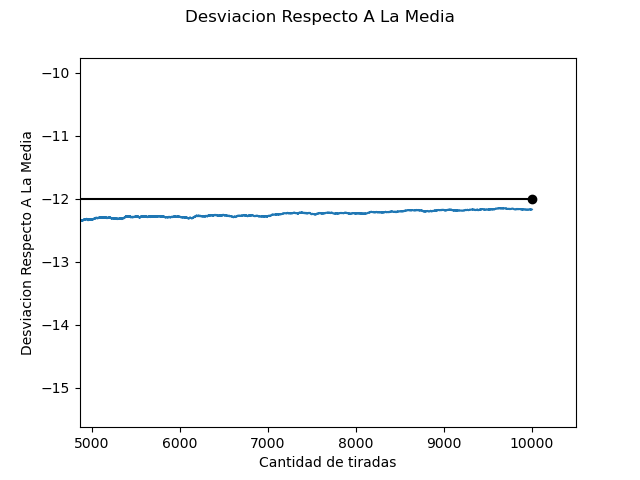 Desviacion Respecto A La Media
−10
−11
−12
−13
−14
−15
Desviacion Respecto A La Media
5000 6000 7000 8000 9000 10000
Cantidad de tiradas